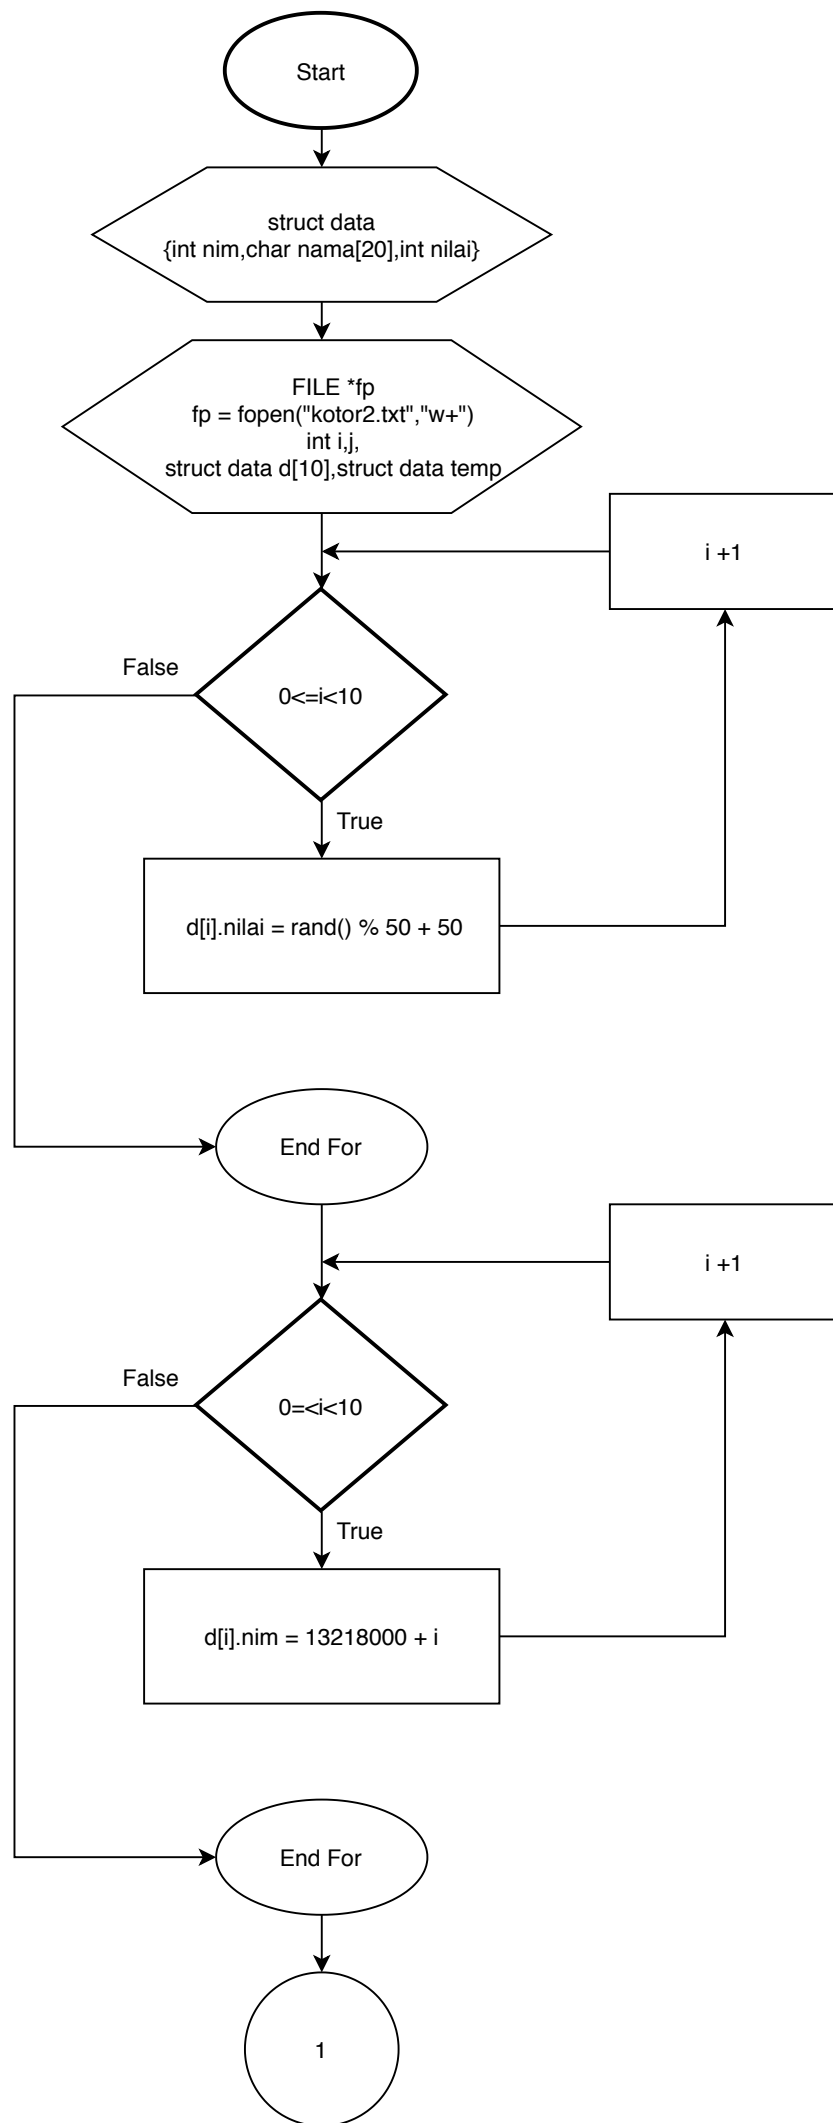 Start
struct data
{int nim,char nama[20],int nilai}
FILE *fp
fp = fopen("kotor2.txt","w+")
int i,j,
struct data d[10],struct data temp
i +1
False
0<=i<10
True
d[i].nilai = rand() % 50 + 50
End For
i +1
False
0=<i<10
True
d[i].nim = 13218000 + i
End For
1